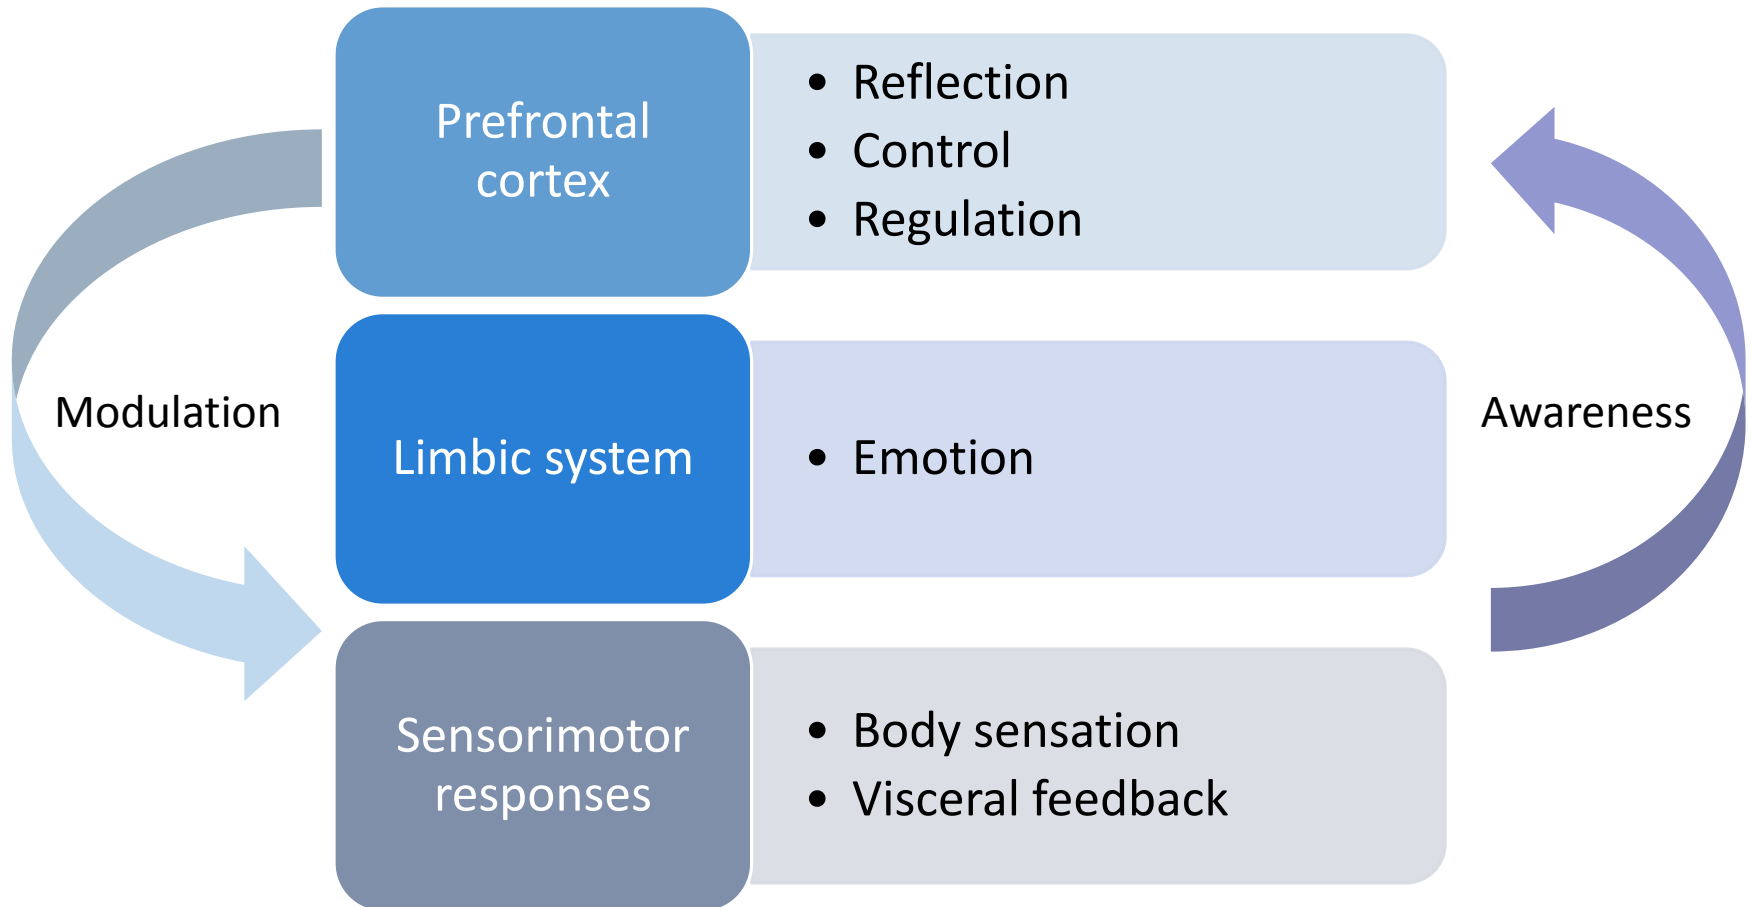 Prefrontal
cortex
• Reflection
• Control
• Regulation
Modulation
Limbic system
• Emotion
Awareness
Sensorimotor
responses
• Body sensation
• Visceral feedback